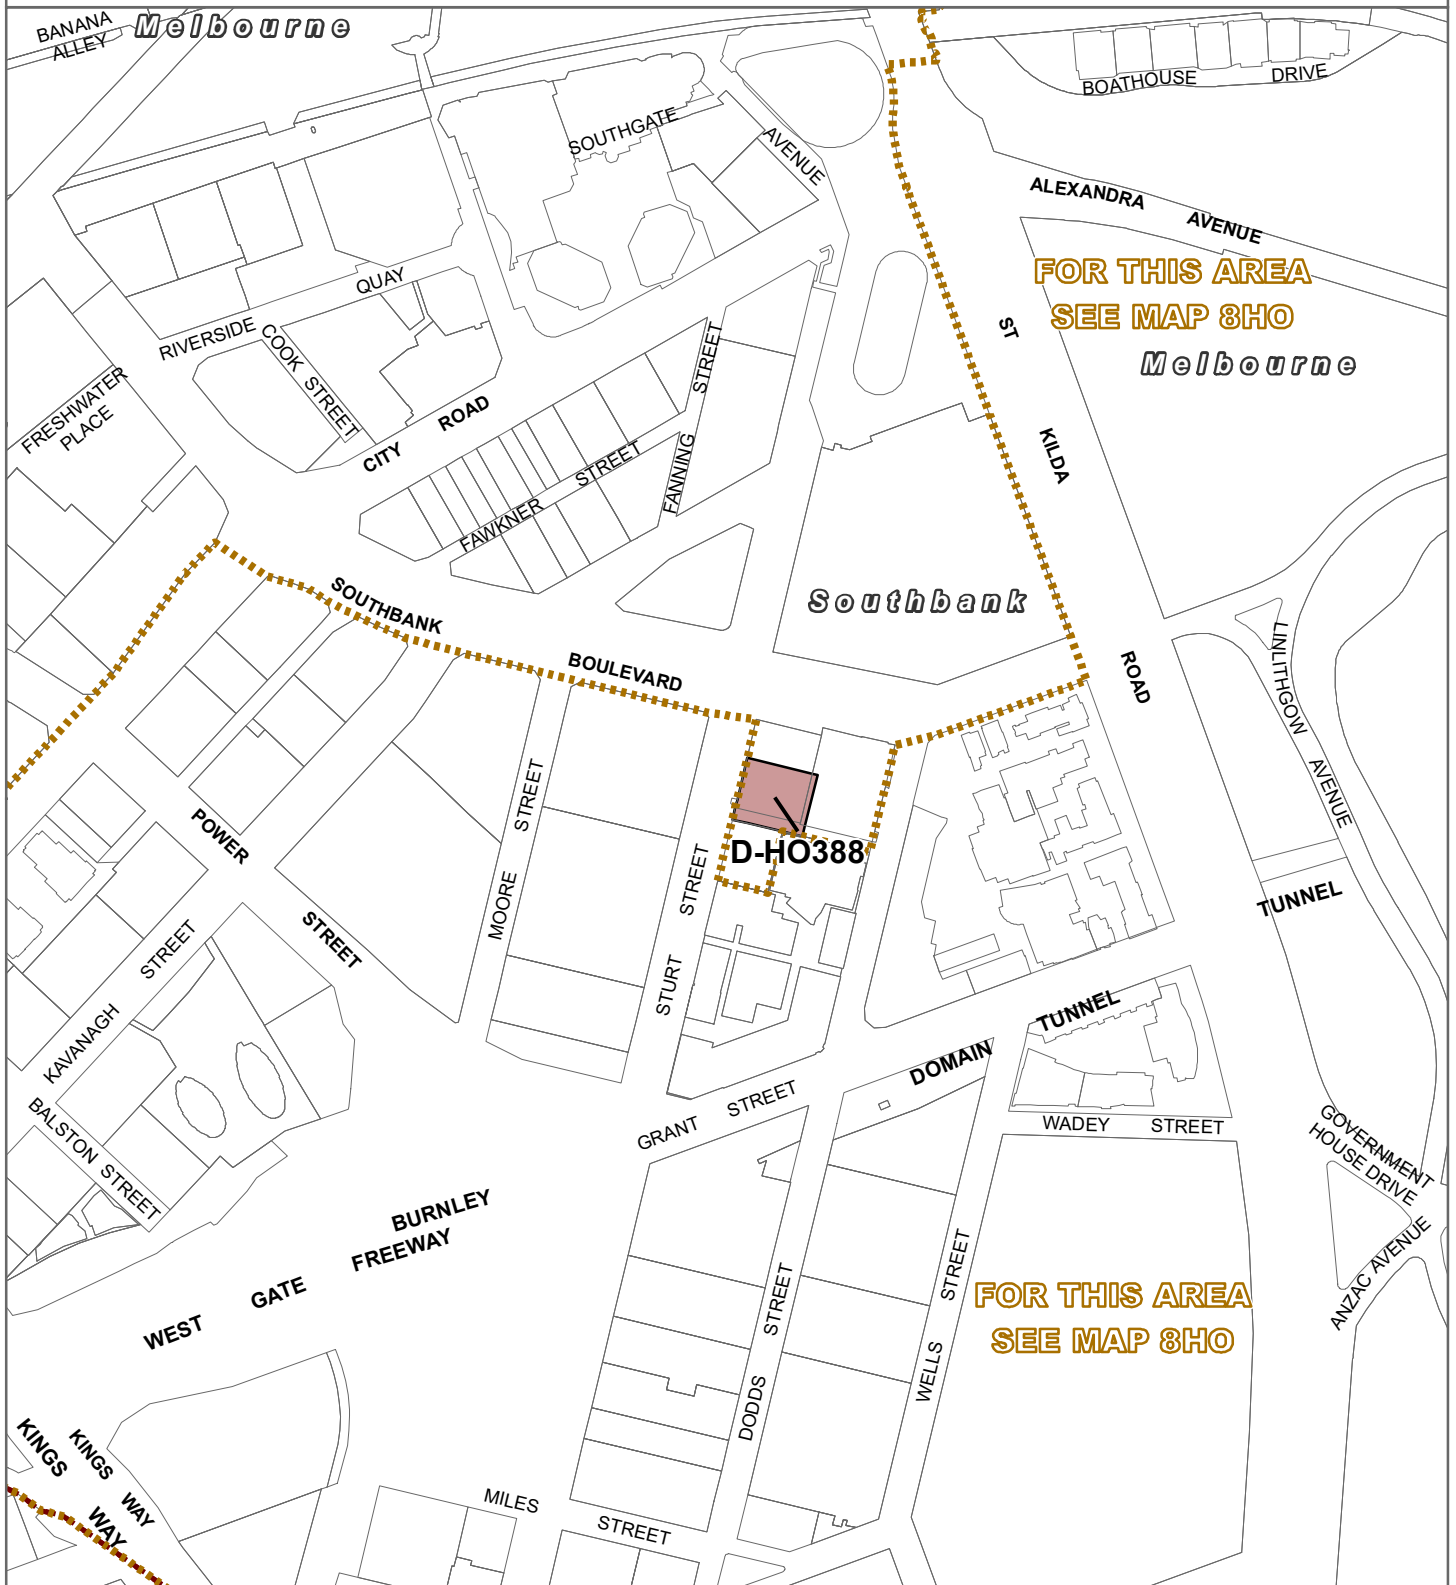 BANANA
ALLEY
Melbourne
BOATHOUSE DRIVE
SOUTHGATE
AVENUE
ALEXANDRA AVENUE
FOR THIS AREA
SEE MAP 8HO
Melbourne
QUAY
RIVERSIDE
COOK STREET
FRESHWATER
PLACE
CITY ROAD
STREET
FANNING
FAWKNER STREET
ST
KILDA
ROAD
SOUTHBANK
BOULEVARD
Southbank
LINLITHGOW
AVENUE
POWER
STREET
MOORE STREET
STURT STREET
D-HO388
TUNNEL
KAVANAGH STREET
BALSTON STREET
DOMAIN TUNNEL
GRANT STREET
WADEY STREET
GOVERNMENT
HOUSE DRIVE
ANZAC AVENUE
BURNLEY
FREEWAY
WEST GATE
DODDS STREET
WELLS STREET
FOR THIS AREA
SEE MAP 8HO
KINGS
WAY
KINGS
WAY
MILES STREET